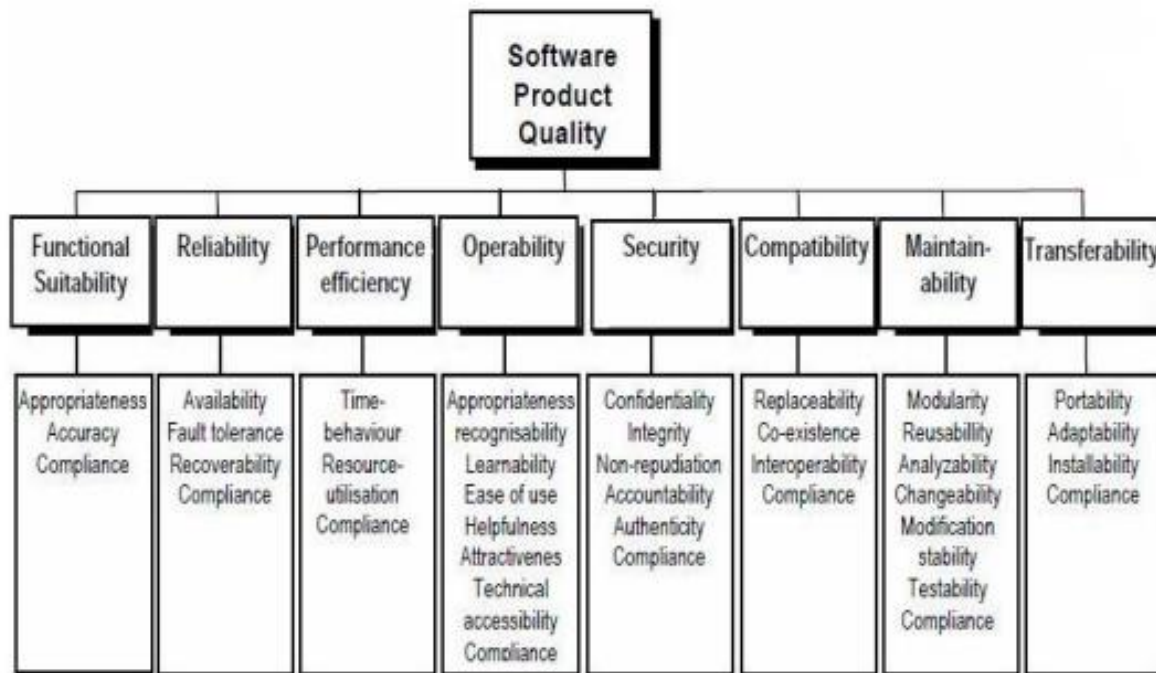 Software
Product
Quality
Functional
Suitability
Reliability
Performance
efficiency
Operability
Security
Compatibility
Maintain-
ability
Transferability
Appropriateness
Accuracy
Compliance
Availability
Fault tolerance
Recoverability
Compliance
Time-
behaviour
Resource-
utilisation
Compliance
Appropriateness
recognisability
Learnability
Ease of use
Helpfulness
Attractivenes
Technical
accessibility
Compliance
Confidentiality
Integrity
Non-repudiation
Accountability
Authenticity
Compliance
Replaceability
Co-existence
Interoperability
Compliance
Modularity
Reusabillity
Analyzability
Changeability
Modification
stability
Testability
Compliance
Portability
Adaptability
Installability
Compliance